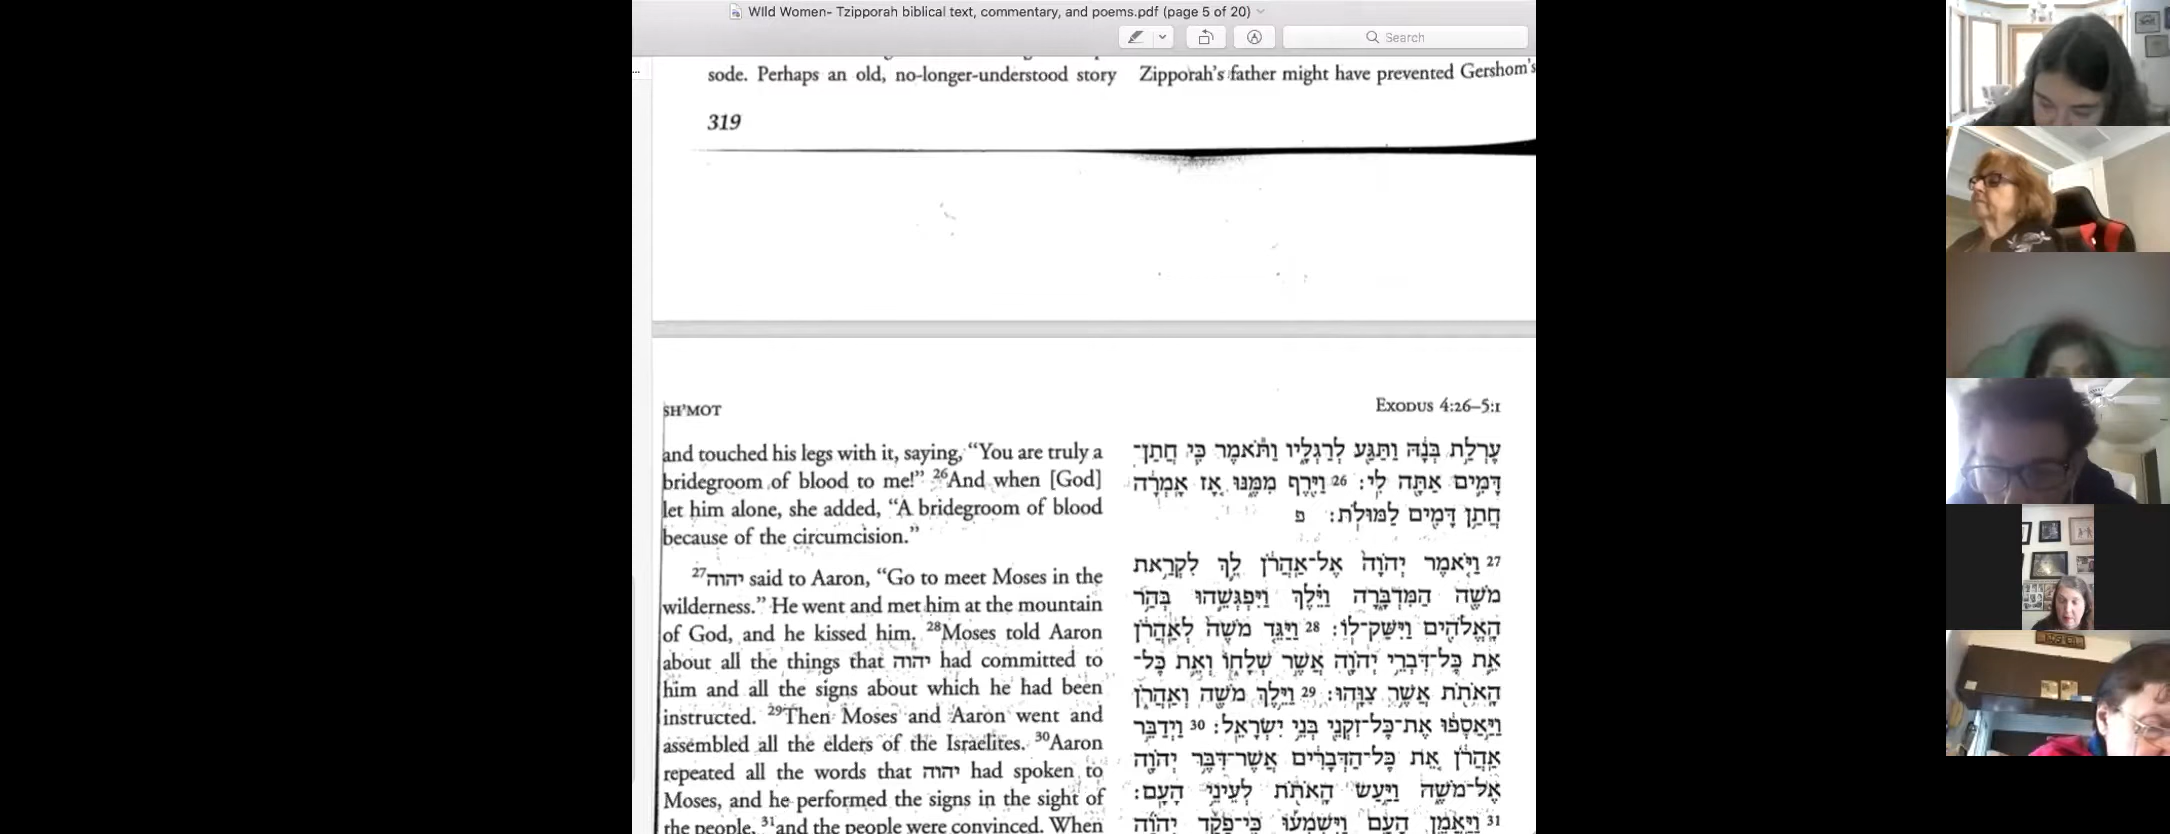 WIld Women- Tzipporah biblical text, commentary, and poems.pdf (page 5 of 20)
Search
sode. Perhaps an old, no-longer-understood story
Zipporah's father might have prevented Gershom's
319
SH'MOT
EXODUS 4:26–5:1
and touched his legs with it, saying, “You are truly a
bridegroom of blood to me!” 26And when [God]
let him alone, she added, “A bridegroom of blood
because of the circumcision.”
27יהוה said to Aaron, “Go to meet Moses in the
wilderness.” He went and met him at the mountain
of God, and he kissed him. 28Moses told Aaron
about all the things that יהוה had committed to
him and all the signs about which he had been
instructed. 29Then Moses and Aaron went and
assembled all the elders of the Israelites. 30Aaron
repeated all the words that יהוה had spoken to
Moses, and he performed the signs in the sight of
the people, 31and the people were convinced. When
עׇרְלַ֣ת בְּנָ֔הּ וַתַּגַּ֖ע לְרַגְלָ֑יו וַתֹּ֕אמֶר כִּ֧י חֲתַן־
דָּמִ֛ים אַתָּ֖ה לִֽי׃ 26 וַיִּ֖רֶף מִמֶּ֑נּוּ אָ֚ז אָֽמְרָ֔ה
חֲתַ֥ן דָּמִ֖ים לַמּוּלֹֽת׃ פ
27 וַיֹּ֤אמֶר יְהֹוָה֙ אֶֽל־אַהֲרֹ֔ן לֵ֛ךְ לִקְרַ֥את
מֹשֶׁ֖ה הַמִּדְבָּ֑רָה וַיֵּ֗לֶךְ וַֽיִּפְגְּשֵׁ֛הוּ בְּהַ֥ר
הָאֱלֹהִ֖ים וַיִּשַּׁק־לֽוֹ׃ 28 וַיַּגֵּ֤ד מֹשֶׁה֙ לְאַֽהֲרֹ֔ן
אֵ֛ת כׇּל־דִּבְרֵ֥י יְהֹוָ֖ה אֲשֶׁ֣ר שְׁלָח֑וֹ וְאֵ֥ת כׇּל־
הָאֹתֹ֖ת אֲשֶׁ֥ר צִוָּֽהוּ׃ 29 וַיֵּ֥לֶךְ מֹשֶׁ֖ה וְאַהֲרֹ֑ן
וַיַּ֣אַסְפ֔וּ אֶת־כׇּל־זִקְנֵ֖י בְּנֵ֥י יִשְׂרָאֵֽל׃ 30 וַיְדַבֵּ֣ר
אַהֲרֹ֔ן אֵ֚ת כׇּל־הַדְּבָרִ֔ים אֲשֶׁר־דִּבֶּ֥ר יְהֹוָ֖ה
אֶל־מֹשֶׁ֑ה וַיַּ֥עַשׂ הָאֹתֹ֖ת לְעֵינֵ֥י הָעָֽם׃
31 וַֽיַּאֲמֵ֖ן הָעָ֑ם וַֽיִּשְׁמְע֡וּ כִּֽי־פָקַ֨ד יְהֹוָ֜ה